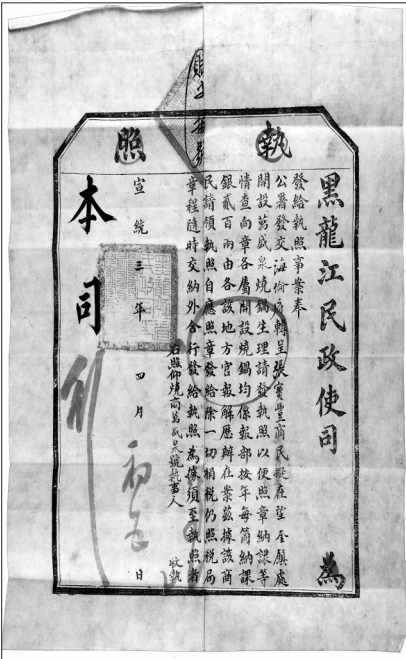 執照
黑龍江民政使司 為
發給執照事業奉
公署發交海倫府轉呈張寶豐商民擬在望奎鎮處
開設萬盛泉燒鍋生理請發執照以便照章納課等
情查向章各屬開設燒鍋均係報部按年每筒納課
銀貳百兩由各該地方官報解歷辦在案茲據該商
民請領執照自應照章發給除一切捐稅仍照稅局
章程隨時交納外合行發給執照為據須至執照者
右照仰燒商萬盛泉號執事人 收執
宣統三年四月初 日
本司